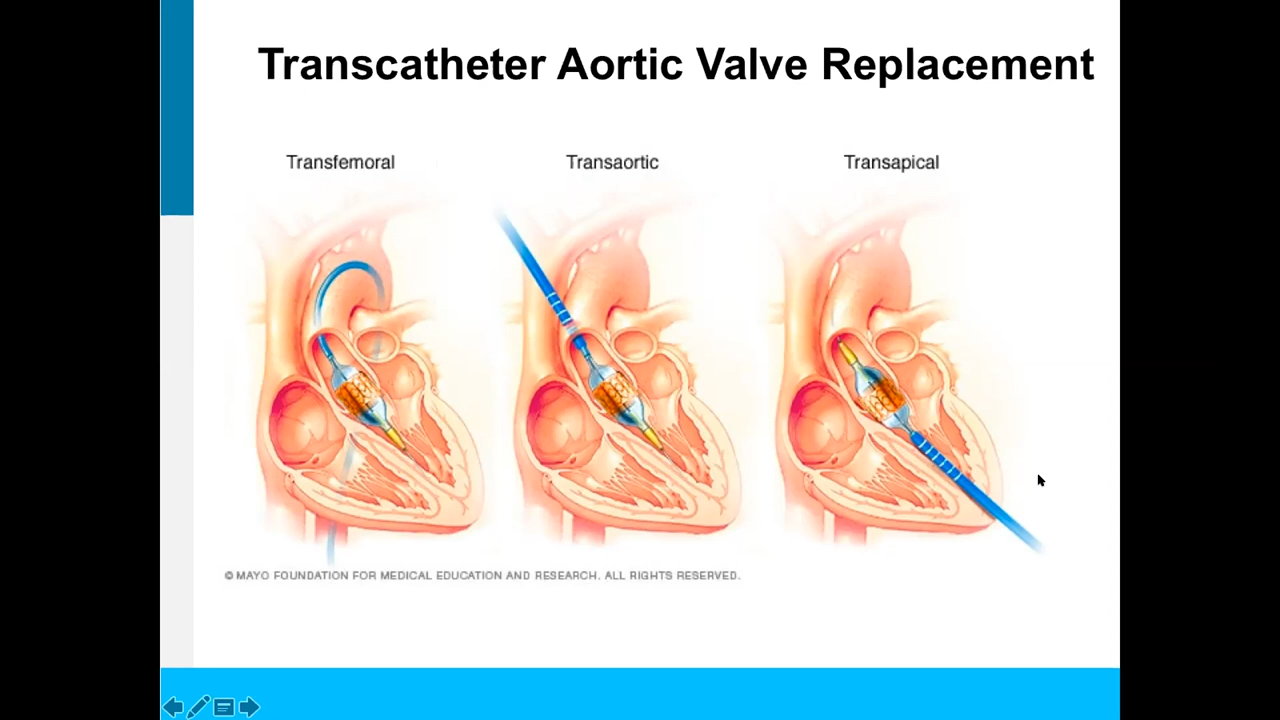 Transcatheter Aortic Valve Replacement
Transfemoral
Transaortic
Transapical
© MAYO FOUNDATION FOR MEDICAL EDUCATION AND RESEARCH. ALL RIGHTS RESERVED.